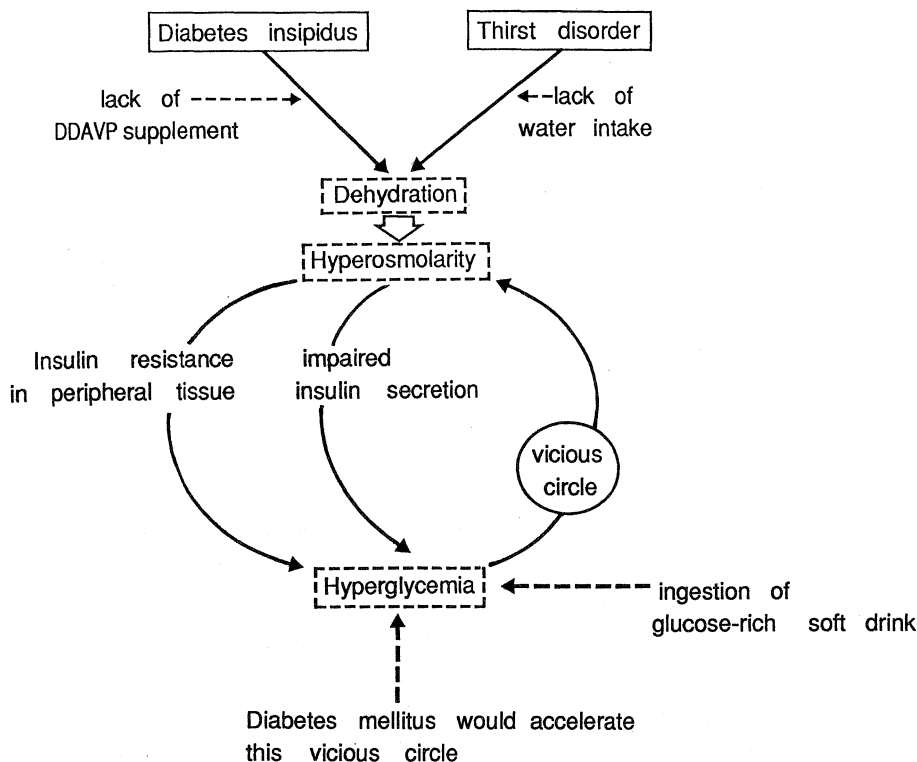 Diabetes insipidus
Thirst disorder
lack of
DDAVP supplement
lack of
water intake
Dehydration
Hyperosmolarity
Insulin resistance
in peripheral tissue
impaired
insulin secretion
vicious
circle
Hyperglycemia
ingestion of
glucose-rich soft drink
Diabetes mellitus would accelerate
this vicious circle